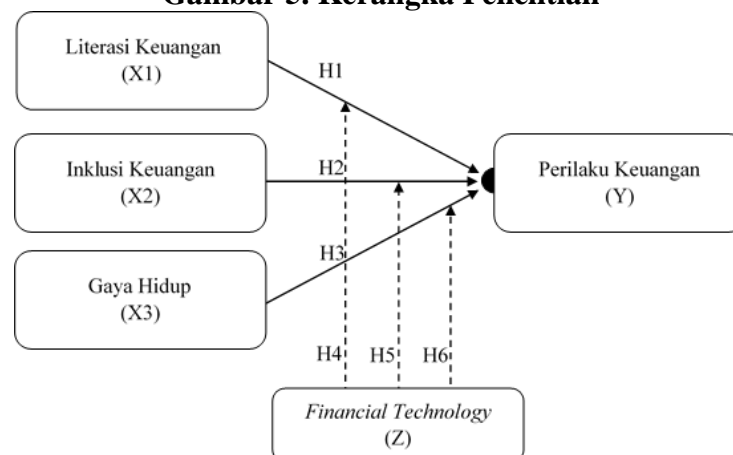 Gambar 3. Kerangka Penelitian
Literasi Keuangan
(X1)
H1
Inklusi Keuangan
(X2)
H2
Perilaku Keuangan
(Y)
Gaya Hidup
(X3)
H3
H4
H5
H6
Financial Technology
(Z)